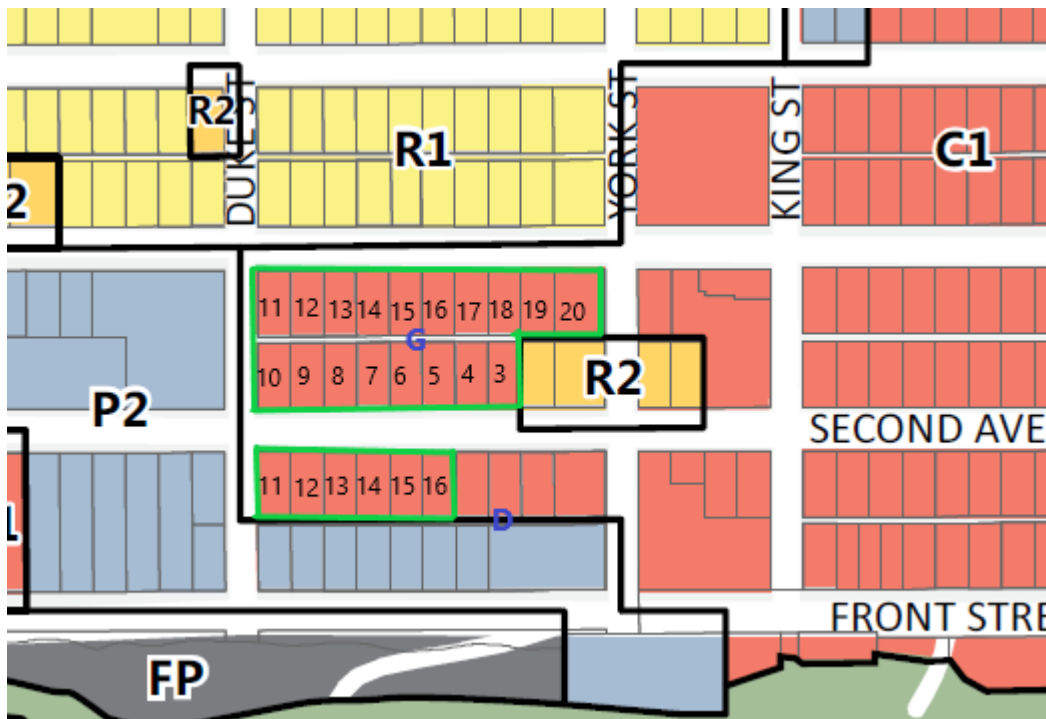 R2
DUKE ST
R1
YORK ST
KING ST
C1
2
11 12 13 14 15 16 17 18 19 20
G
10 9 8 7 6 5 4 3
R2
P2
SECOND AVE
11 12 13 14 15 16
D
1
FRONT STRE
FP